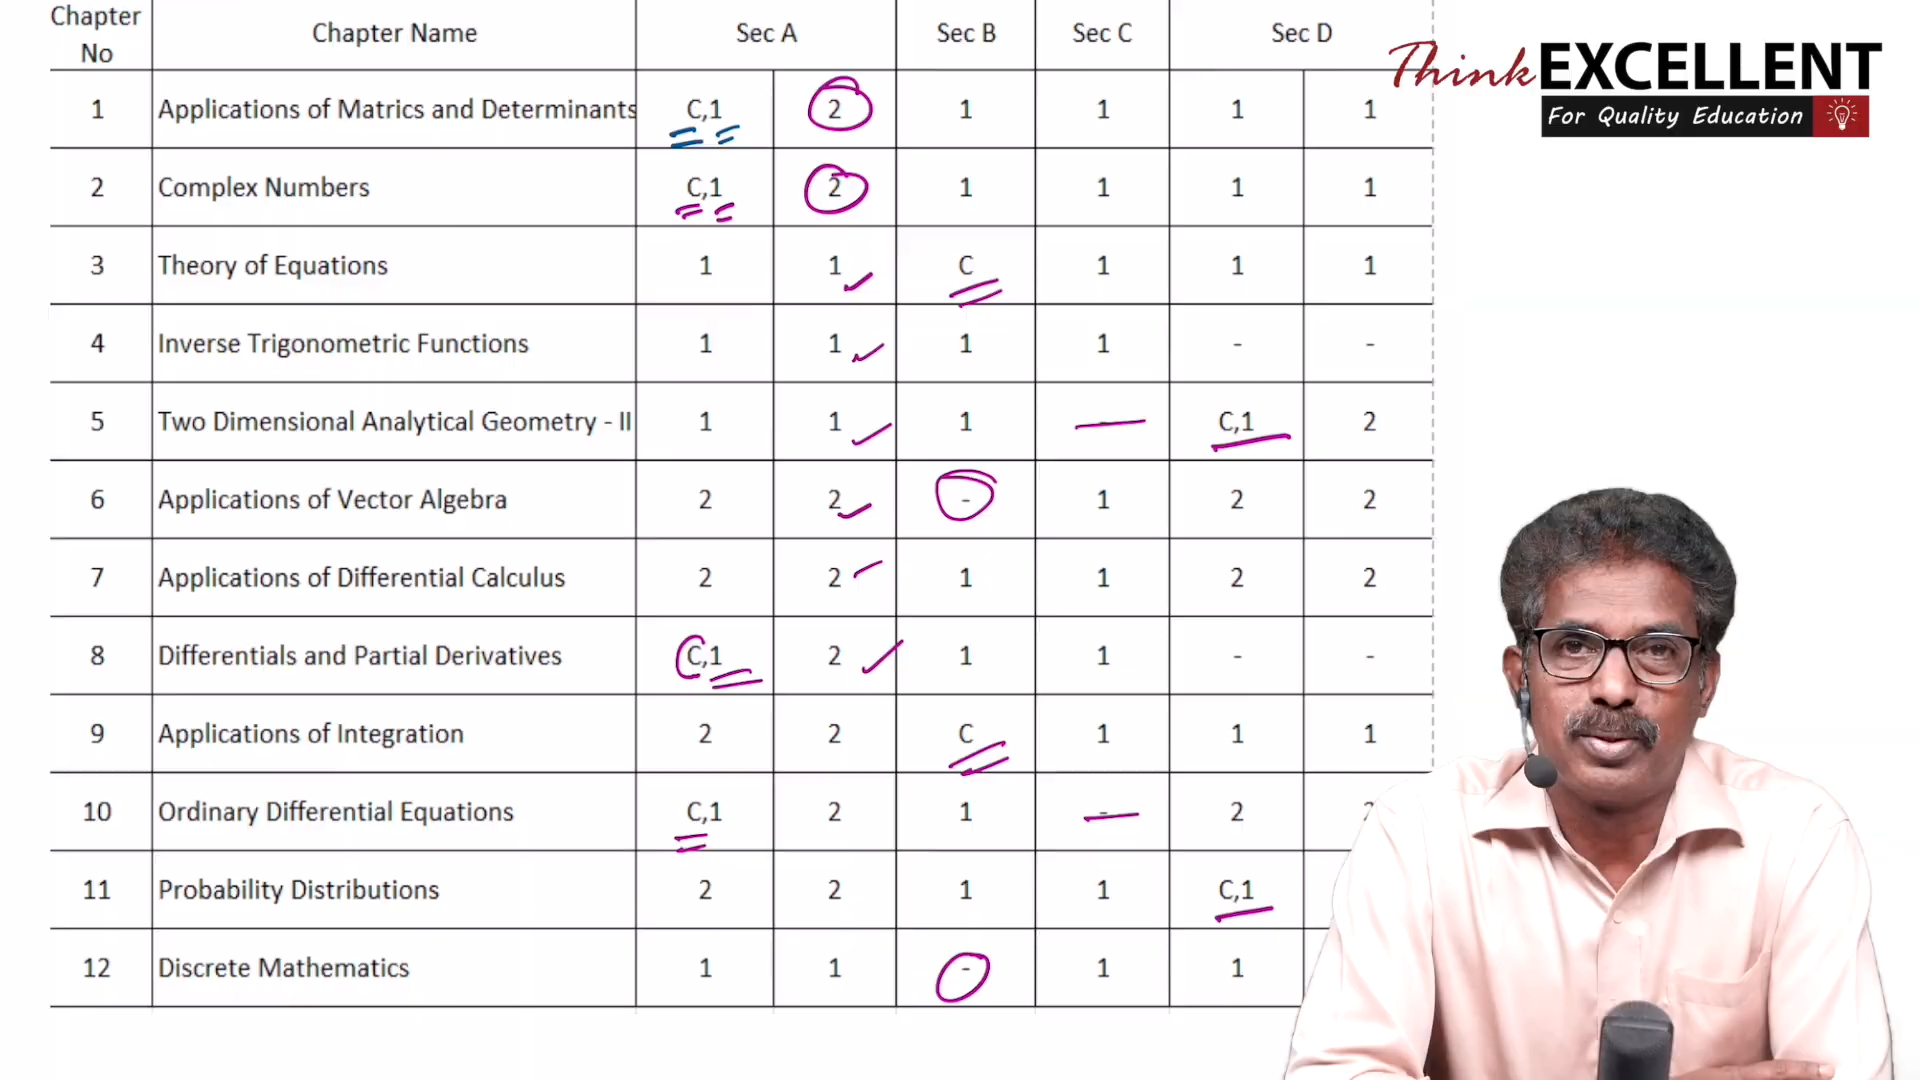 Chapter No Chapter Name Sec A Sec B Sec C Sec D
Think EXCELLENT
For Quality Education
1 Applications of Matrics and Determinants C,1 2 1 1 1 1
2 Complex Numbers C,1 2 1 1 1 1
3 Theory of Equations 1 1 C 1 1 1
4 Inverse Trigonometric Functions 1 1 1 1 - -
5 Two Dimensional Analytical Geometry - II 1 1 1 - C,1 2
6 Applications of Vector Algebra 2 2 - 1 2 2
7 Applications of Differential Calculus 2 2 1 1 2 2
8 Differentials and Partial Derivatives C,1 2 1 1 - -
9 Applications of Integration 2 2 C 1 1 1
10 Ordinary Differential Equations C,1 2 1 - 2
11 Probability Distributions 2 2 1 1 C,1
12 Discrete Mathematics 1 1 - 1 1